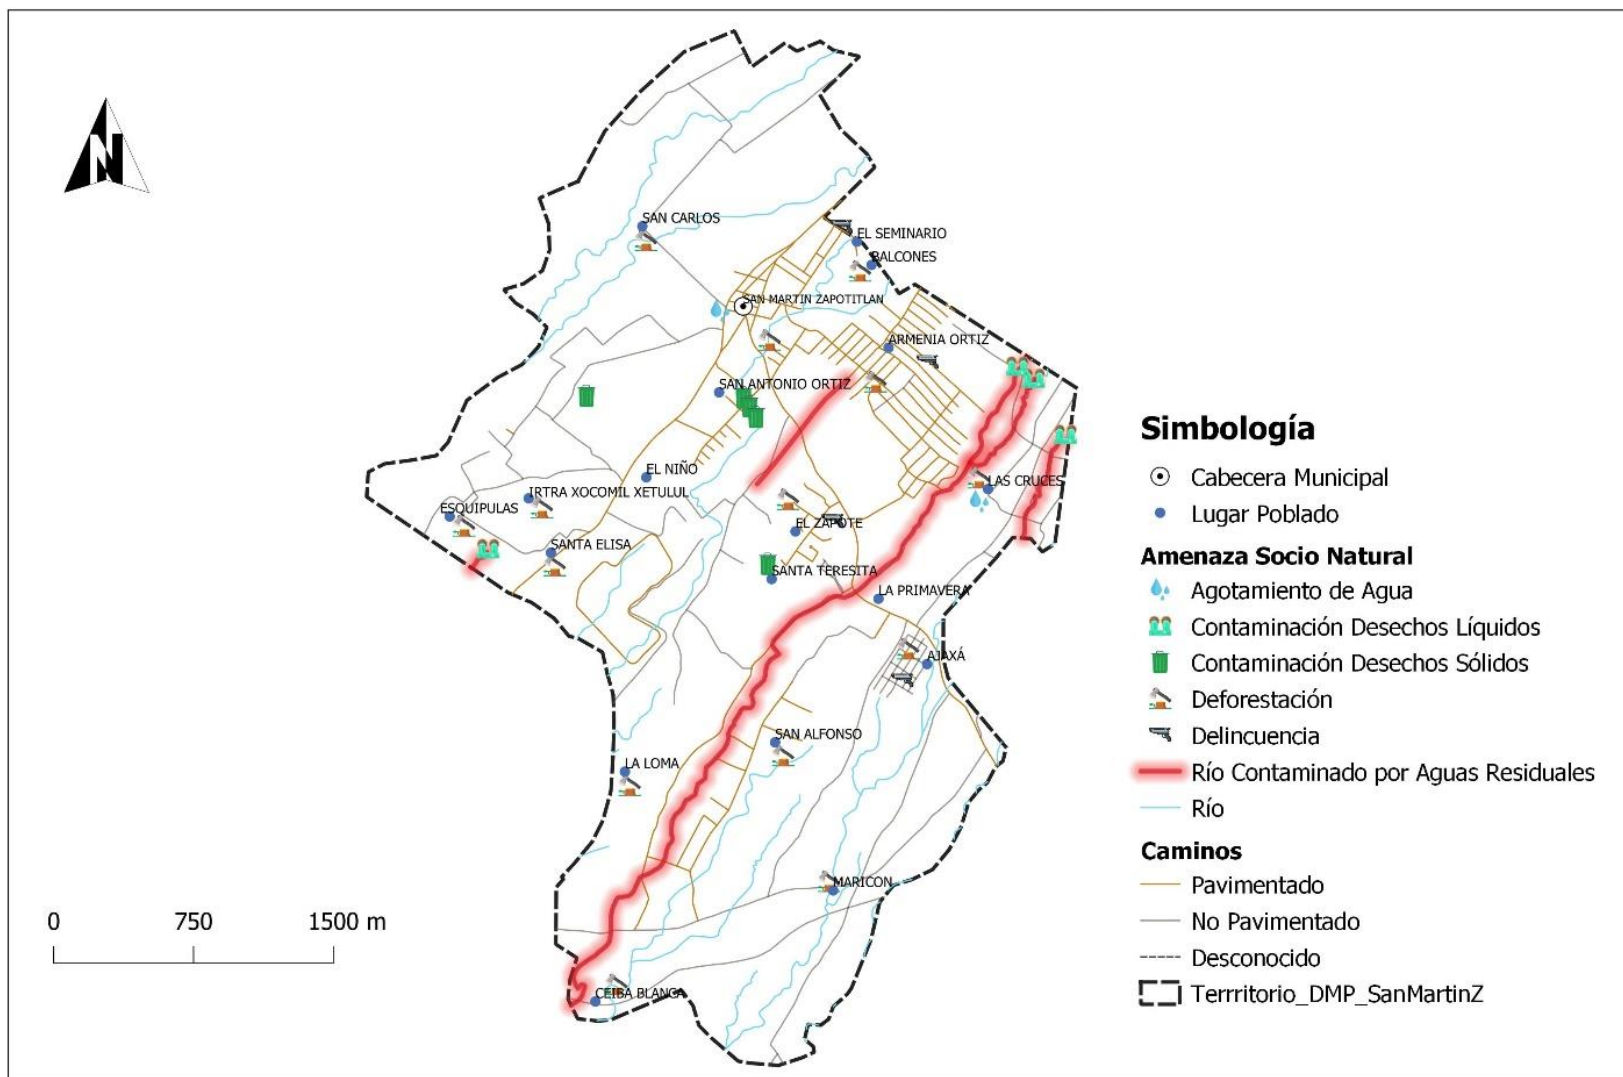 N
SAN CARLOS
EL SEMINARIO
BALCONES
SAN MARTIN ZAPOTITLAN
ARMENIA ORTIZ
SAN ANTONIO ORTIZ
EL NIÑO
IRTRA XOCOMIL XETULUL
LAS CRUCES
ESQUIPULAS
EL ZAPOTE
SANTA ELISA
SANTA TERESITA
LA PRIMAVERA
AJAXÁ
SAN ALFONSO
LA LOMA
MARICON
CEIBA BLANCA
0 750 1500 m
Simbología
Cabecera Municipal
Lugar Poblado
Amenaza Socio Natural
Agotamiento de Agua
Contaminación Desechos Líquidos
Contaminación Desechos Sólidos
Deforestación
Delincuencia
Río Contaminado por Aguas Residuales
Río
Caminos
Pavimentado
No Pavimentado
Desconocido
Terrritorio_DMP_SanMartinZ